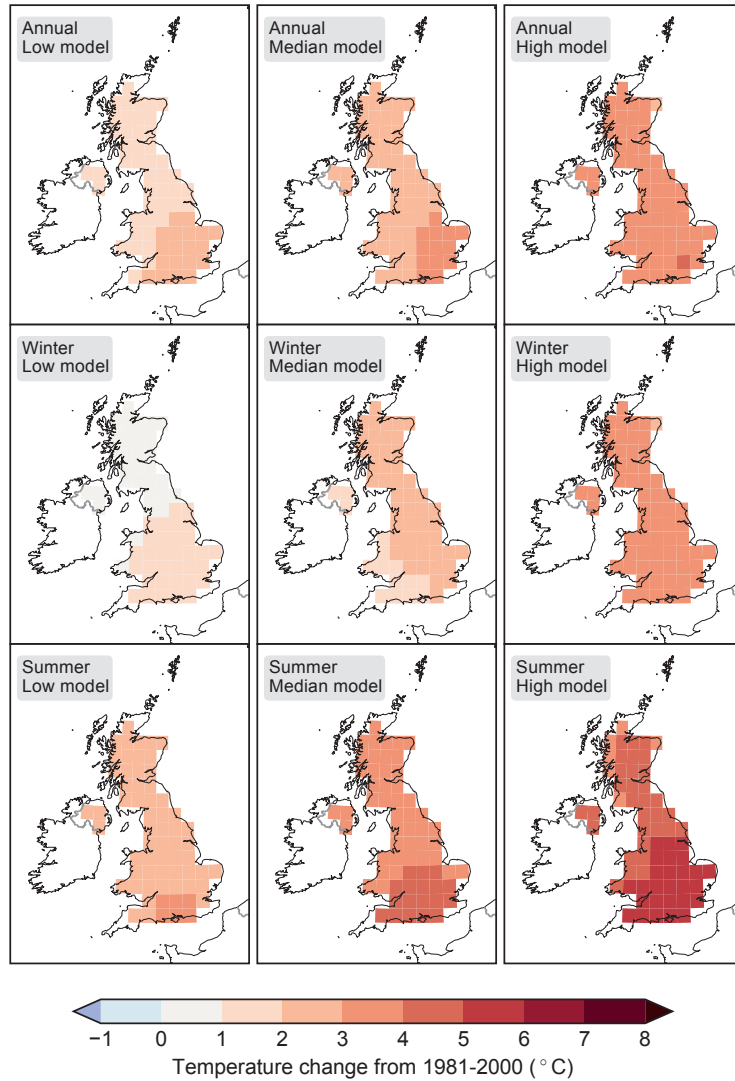 Annual
Low model
Annual
Median model
Annual
High model
Winter
Low model
Winter
Median model
Winter
High model
Summer
Low model
Summer
Median model
Summer
High model
−1 0 1 2 3 4 5 6 7 8
Temperature change from 1981-2000 (°C)